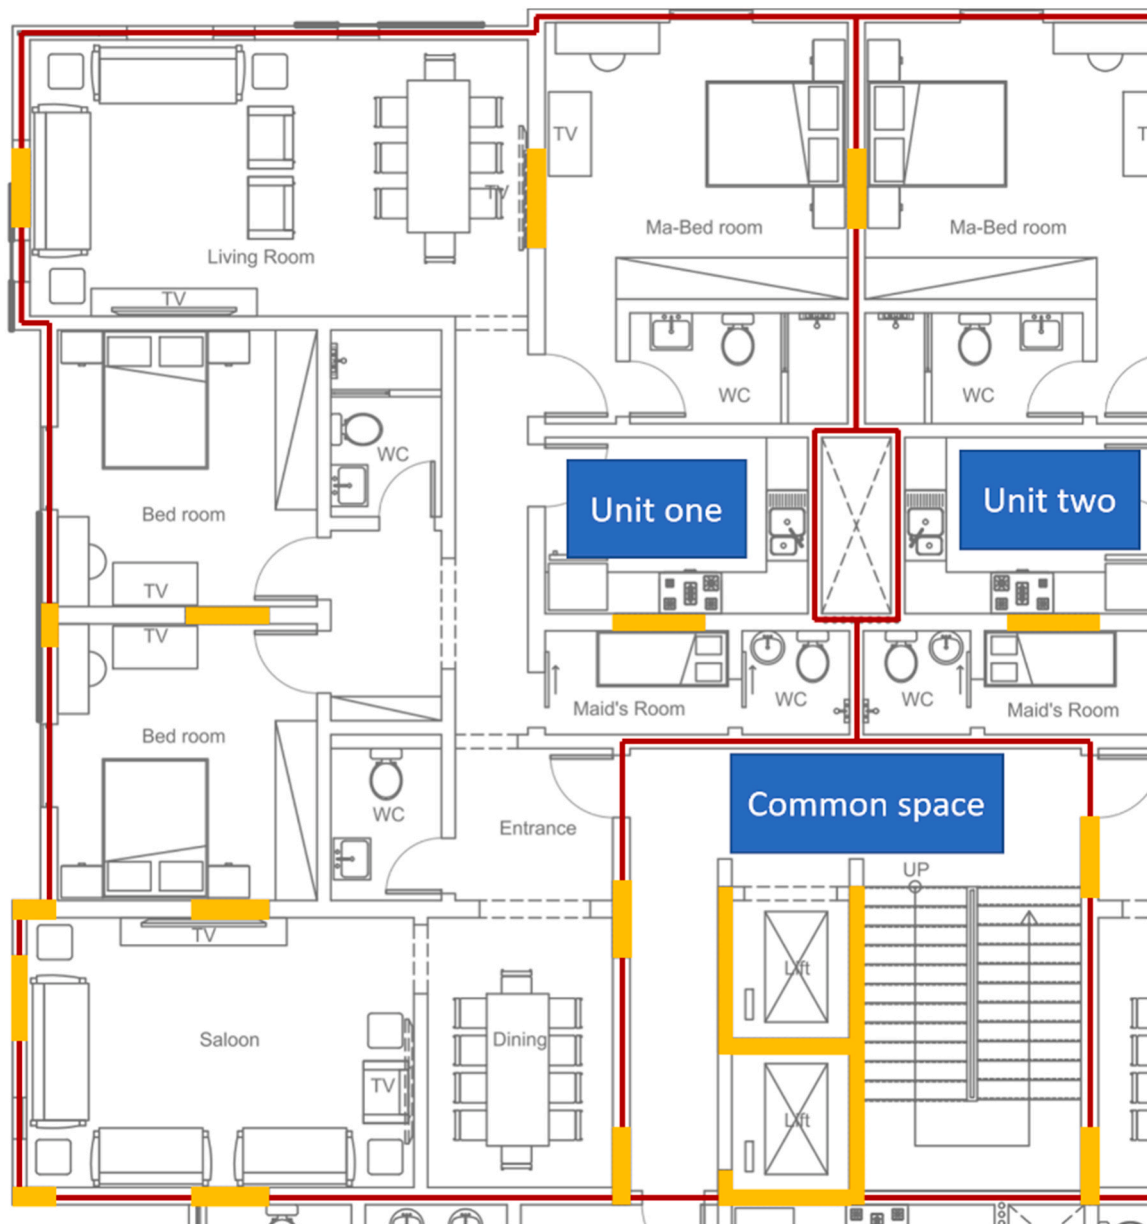 TV
T
TV
Ma-Bed room
Ma-Bed room
Living Room
TV
WC
WC
WC
Unit one
Unit two
Bed room
TV
TV
Maid's Room
WC
WC
Maid's Room
Bed room
WC
Common space
Entrance
UP
TV
Lift
Saloon
Dining
TV
Lift